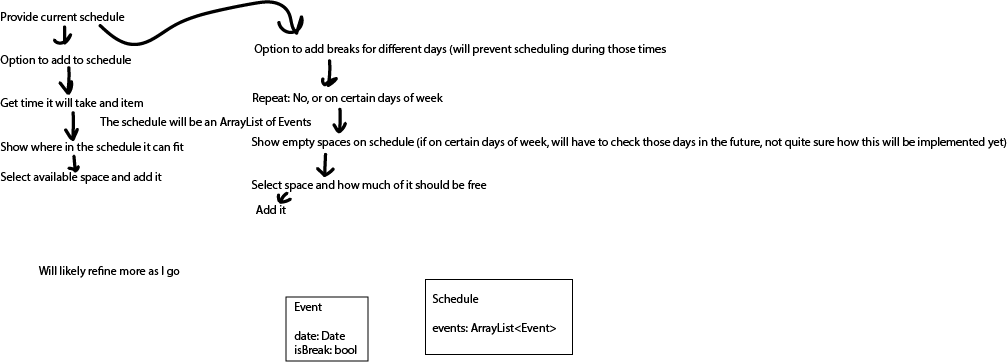 Provide current schedule
Option to add to schedule
Get time it will take and item
The schedule will be an ArrayList of Events
Show where in the schedule it can fit
Select available space and add it
Option to add breaks for different days (will prevent scheduling during those times
Repeat: No, or on certain days of week
Show empty spaces on schedule (if on certain days of week, will have to check those days in the future, not quite sure how this will be implemented yet)
Select space and how much of it should be free
Add it
Will likely refine more as I go
Event
date: Date
isBreak: bool
Schedule
events: ArrayList<Event>